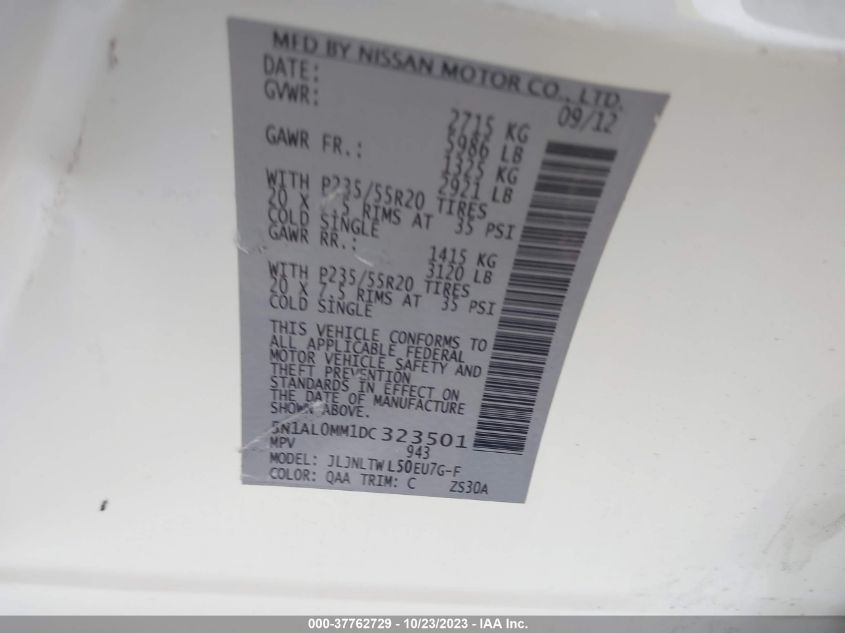 MFD BY NISSAN MOTOR CO., LTD.
DATE: 09/12
GVWR: 2715 KG
5986 LB
GAWR FR.: 1325 KG
2921 LB
WITH P235/55R20 TIRES
20 X 7.5 RIMS AT 35 PSI
COLD SINGLE
GAWR RR.: 1415 KG
3120 LB
WITH P235/55R20 TIRES
20 X 7.5 RIMS AT 35 PSI
COLD SINGLE
THIS VEHICLE CONFORMS TO
ALL APPLICABLE FEDERAL
MOTOR VEHICLE SAFETY AND
THEFT PREVENTION
STANDARDS IN EFFECT ON
THE DATE OF MANUFACTURE
SHOWN ABOVE.
5N1AL0MM1DC323501
MPV 943
MODEL: JLJNLTWL50EU7G-F
COLOR: QAA TRIM: C ZS30A
000-37762729 - 10/23/2023 - IAA Inc.